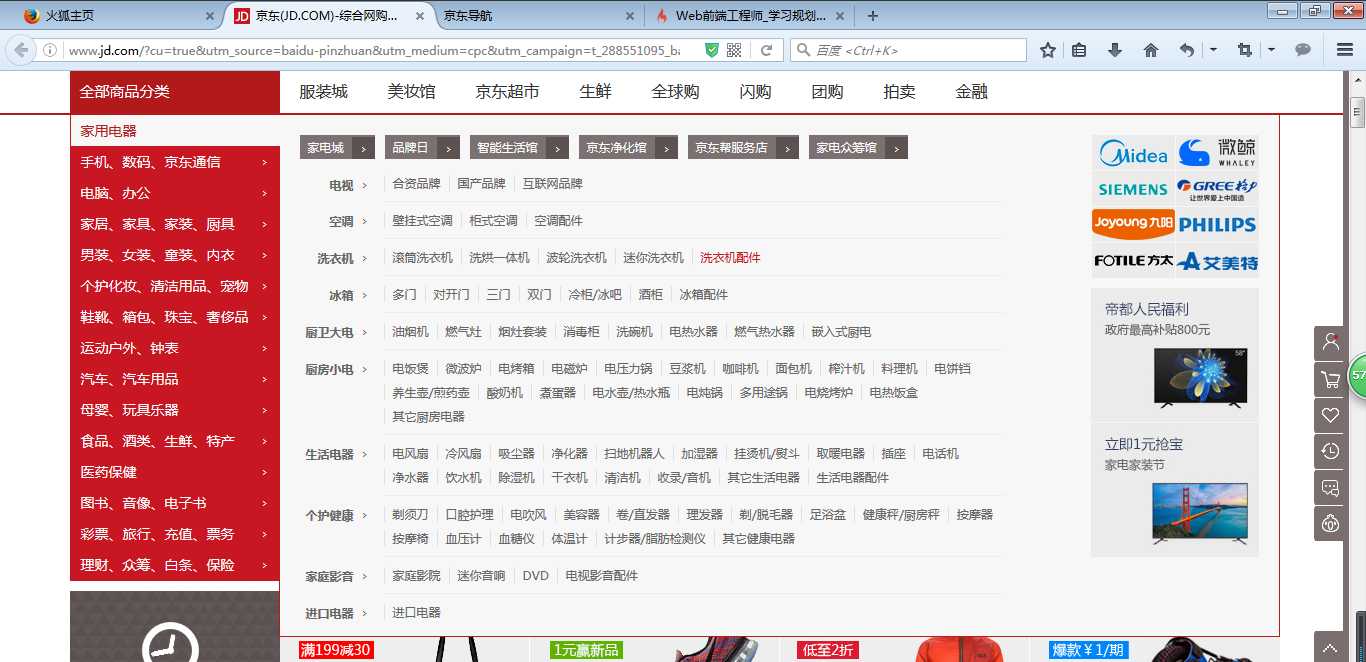 火狐主页
京东(JD.COM)-综合网购...
京东导航
Web前端工程师_学习规划...
www.jd.com/?cu=true&utm_source=baidu-pinzhuan&utm_medium=cpc&utm_campaign=t_288551095_ba
百度 <Ctrl+K>
全部商品分类
服装城 美妆馆 京东超市 生鲜 全球购 闪购 团购 拍卖 金融
家用电器
手机、数码、京东通信
电脑、办公
家居、家具、家装、厨具
男装、女装、童装、内衣
个护化妆、清洁用品、宠物
鞋靴、箱包、珠宝、奢侈品
运动户外、钟表
汽车、汽车用品
母婴、玩具乐器
食品、酒类、生鲜、特产
医药保健
图书、音像、电子书
彩票、旅行、充值、票务
理财、众筹、白条、保险
家电城 品牌日 智能生活馆 京东净化馆 京东帮服务店 家电众筹馆
电视 合资品牌 国产品牌 互联网品牌
空调 壁挂式空调 柜式空调 空调配件
洗衣机 滚筒洗衣机 洗烘一体机 波轮洗衣机 迷你洗衣机 洗衣机配件
冰箱 多门 对开门 三门 双门 冷柜/冰吧 酒柜 冰箱配件
厨卫大电 油烟机 燃气灶 烟灶套装 消毒柜 洗碗机 电热水器 燃气热水器 嵌入式厨电
厨房小电 电饭煲 微波炉 电烤箱 电磁炉 电压力锅 豆浆机 咖啡机 面包机 榨汁机 料理机 电饼铛
养生壶/煎药壶 酸奶机 煮蛋器 电水壶/热水瓶 电炖锅 多用途锅 电烧烤炉 电热饭盒
其它厨房电器
生活电器 电风扇 冷风扇 吸尘器 净化器 扫地机器人 加湿器 挂烫机/熨斗 取暖电器 插座 电话机
净水器 饮水机 除湿机 干衣机 清洁机 收录/音机 其它生活电器 生活电器配件
个护健康 剃须刀 口腔护理 电吹风 美容器 卷/直发器 理发器 剃/脱毛器 足浴盆 健康秤/厨房秤 按摩器
按摩椅 血压计 血糖仪 体温计 计步器/脂肪检测仪 其它健康电器
家庭影音 家庭影院 迷你音响 DVD 电视影音配件
进口电器 进口电器
Midea 微鲸 WHALEY
SIEMENS GREE格力 让世界爱上中国造
Joyoung九阳 PHILIPS
FOTILE方太 艾美特
帝都人民福利
政府最高补贴800元
58"
立即1元抢宝
家电家装节
57
满199减30 1元赢新品 低至2折 爆款￥1/期